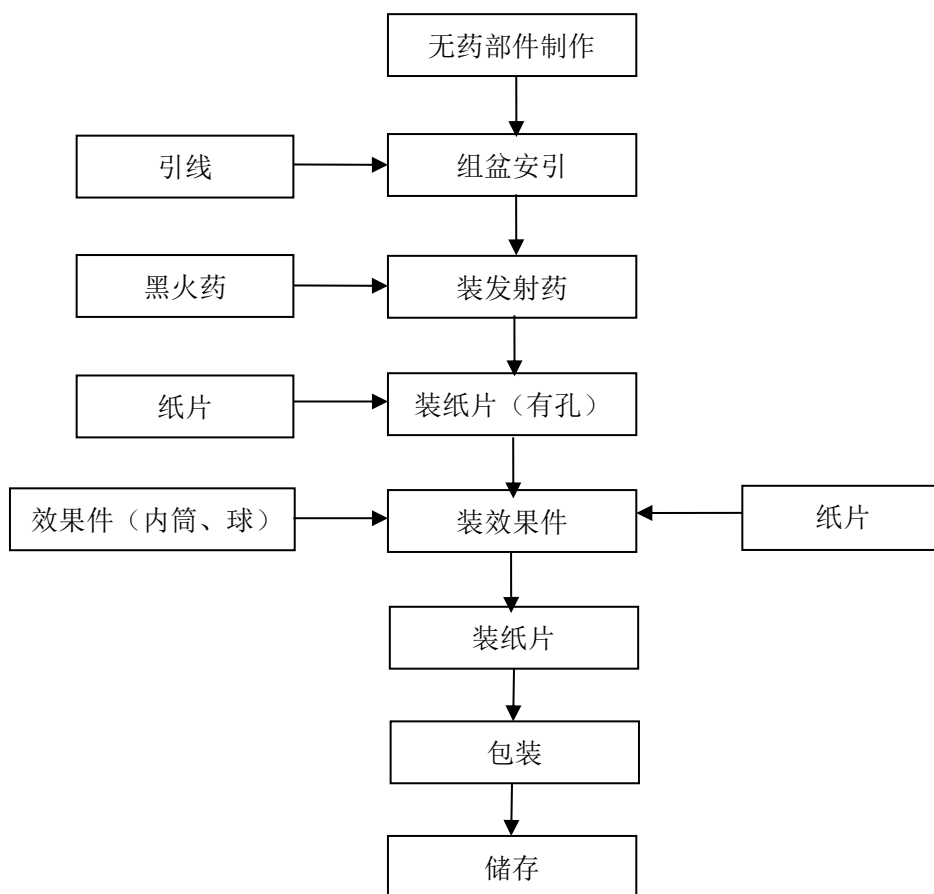 无药部件制作
引线
组盆安引
黑火药
装发射药
纸片
装纸片（有孔）
效果件（内筒、球）
装效果件
纸片
装纸片
包装
储存